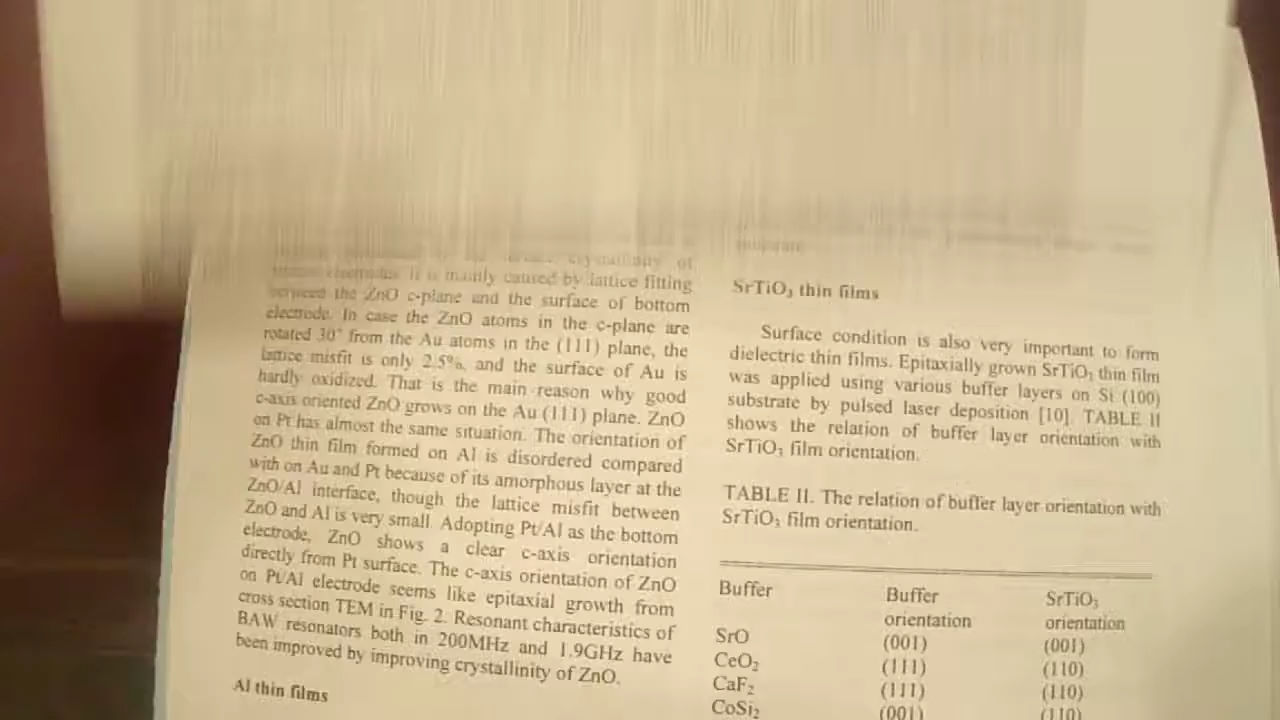 It is mainly caused by lattice fitting
between the ZnO c-plane and the surface of bottom
electrode. In case the ZnO atoms in the c-plane are
rotated 30° from the Au atoms in the (111) plane, the
lattice misfit is only 2.5%, and the surface of Au is
hardly oxidized. That is the main reason why good
c-axis oriented ZnO grows on the Au (111) plane. ZnO
on Pt has almost the same situation. The orientation of
ZnO thin film formed on Al is disordered compared
with on Au and Pt because of its amorphous layer at the
ZnO/Al interface, though the lattice misfit between
ZnO and Al is very small. Adopting Pt/Al as the bottom
electrode, ZnO shows a clear c-axis orientation
directly from Pt surface. The c-axis orientation of ZnO
on Pt/Al electrode seems like epitaxial growth from
cross section TEM in Fig. 2. Resonant characteristics of
BAW resonators both in 200MHz and 1.9GHz have
been improved by improving crystallinity of ZnO.
Al thin films
SrTiO₃ thin films
Surface condition is also very important to form
dielectric thin films. Epitaxially grown SrTiO₃ thin film
was applied using various buffer layers on Si (100)
substrate by pulsed laser deposition [10]. TABLE II
shows the relation of buffer layer orientation with
SrTiO₃ film orientation.
TABLE II. The relation of buffer layer orientation with
SrTiO₃ film orientation.
Buffer Buffer SrTiO₃
orientation orientation
SrO (001) (001)
CeO₂ (111) (110)
CaF₂ (111) (110)
CoSi₂ (001) (110)